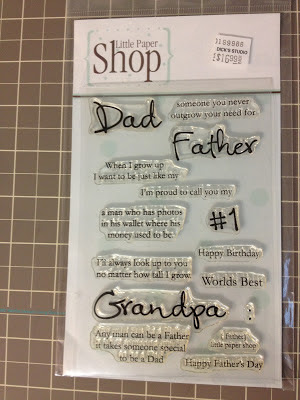 Little Paper
Shop
DICK'S STUDIO
Dad
someone you never
outgrow your need for
Father
When I grow up
I want to be just like my
I'm proud to call you my
a man who has photos
in his wallet where his
money used to be
#1
Happy Birthday
I'll always look up to you
no matter how tall I grow
Worlds Best
Grandpa
Any man can be a Father
it takes someone special
to be a Dad
{Father}
little paper shop
Happy Father's Day